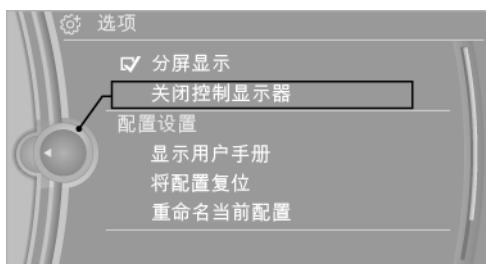 选项
分屏显示
关闭控制显示器
配置设置
显示用户手册
将配置复位
重命名当前配置